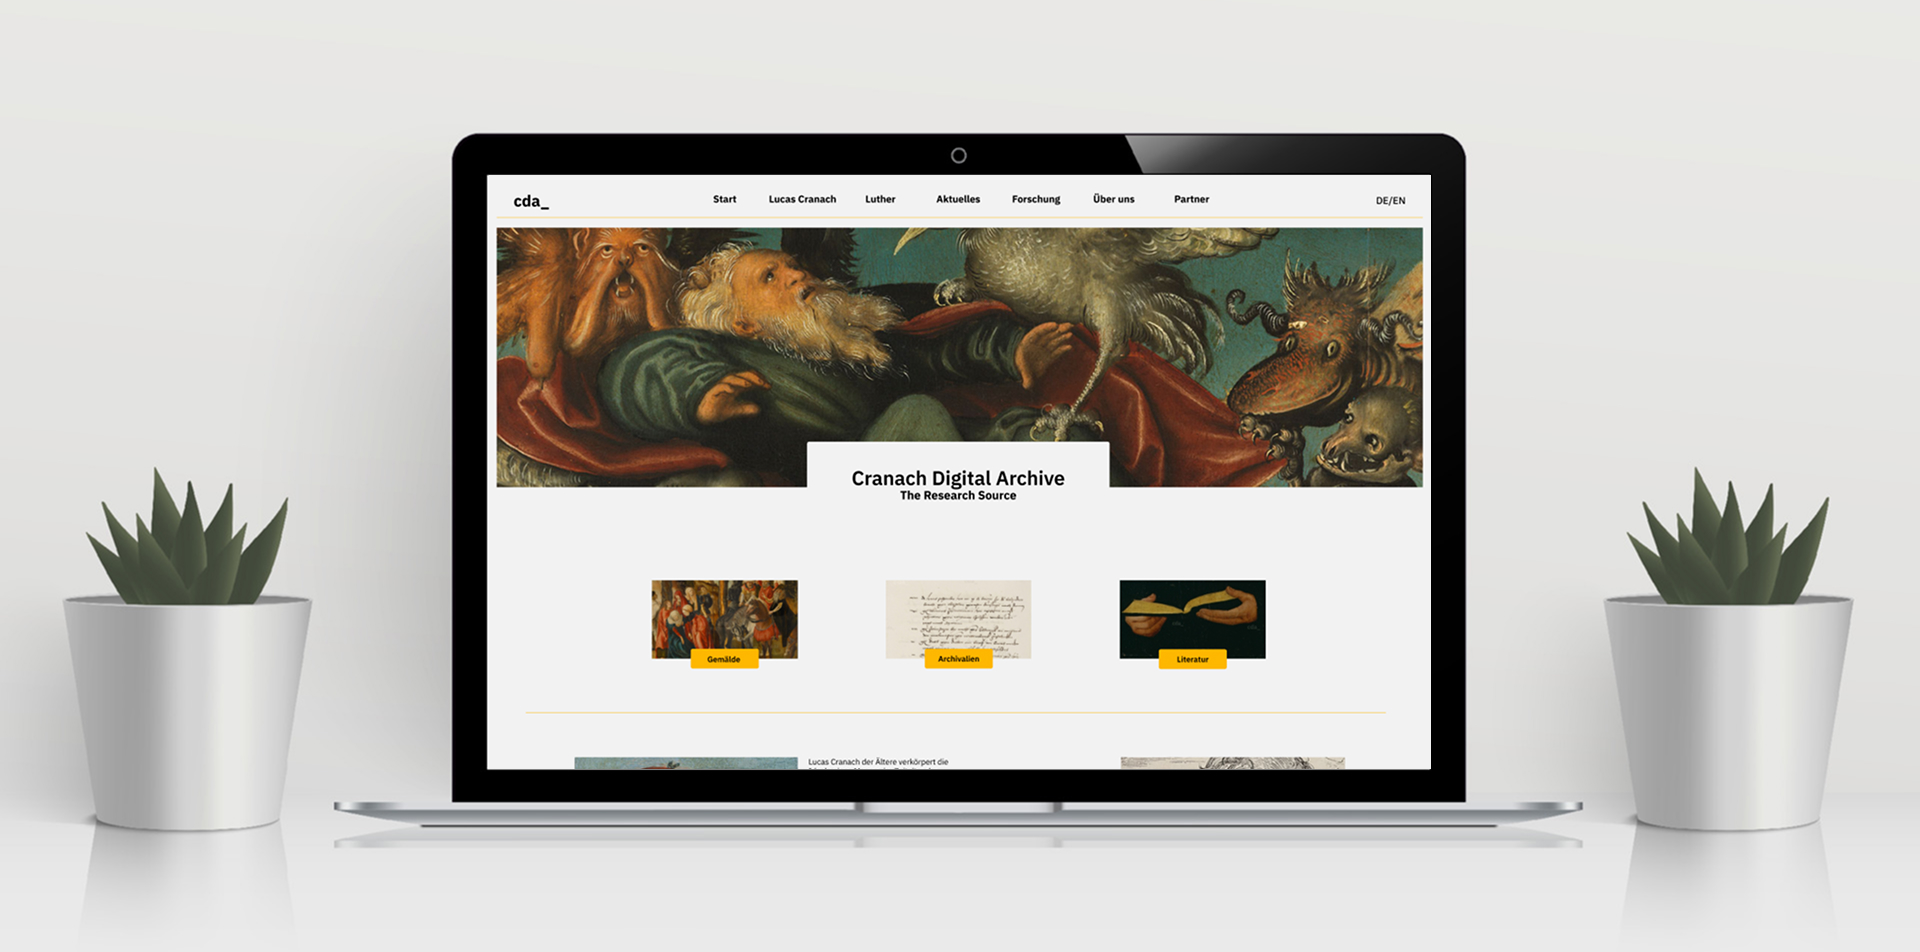 cda_
Start
Lucas Cranach
Luther
Aktuelles
Forschung
Über uns
Partner
DE/EN
Cranach Digital Archive
The Research Source
Gemälde
Archivalien
Literatur
Lucas Cranach der Ältere verkörpert die